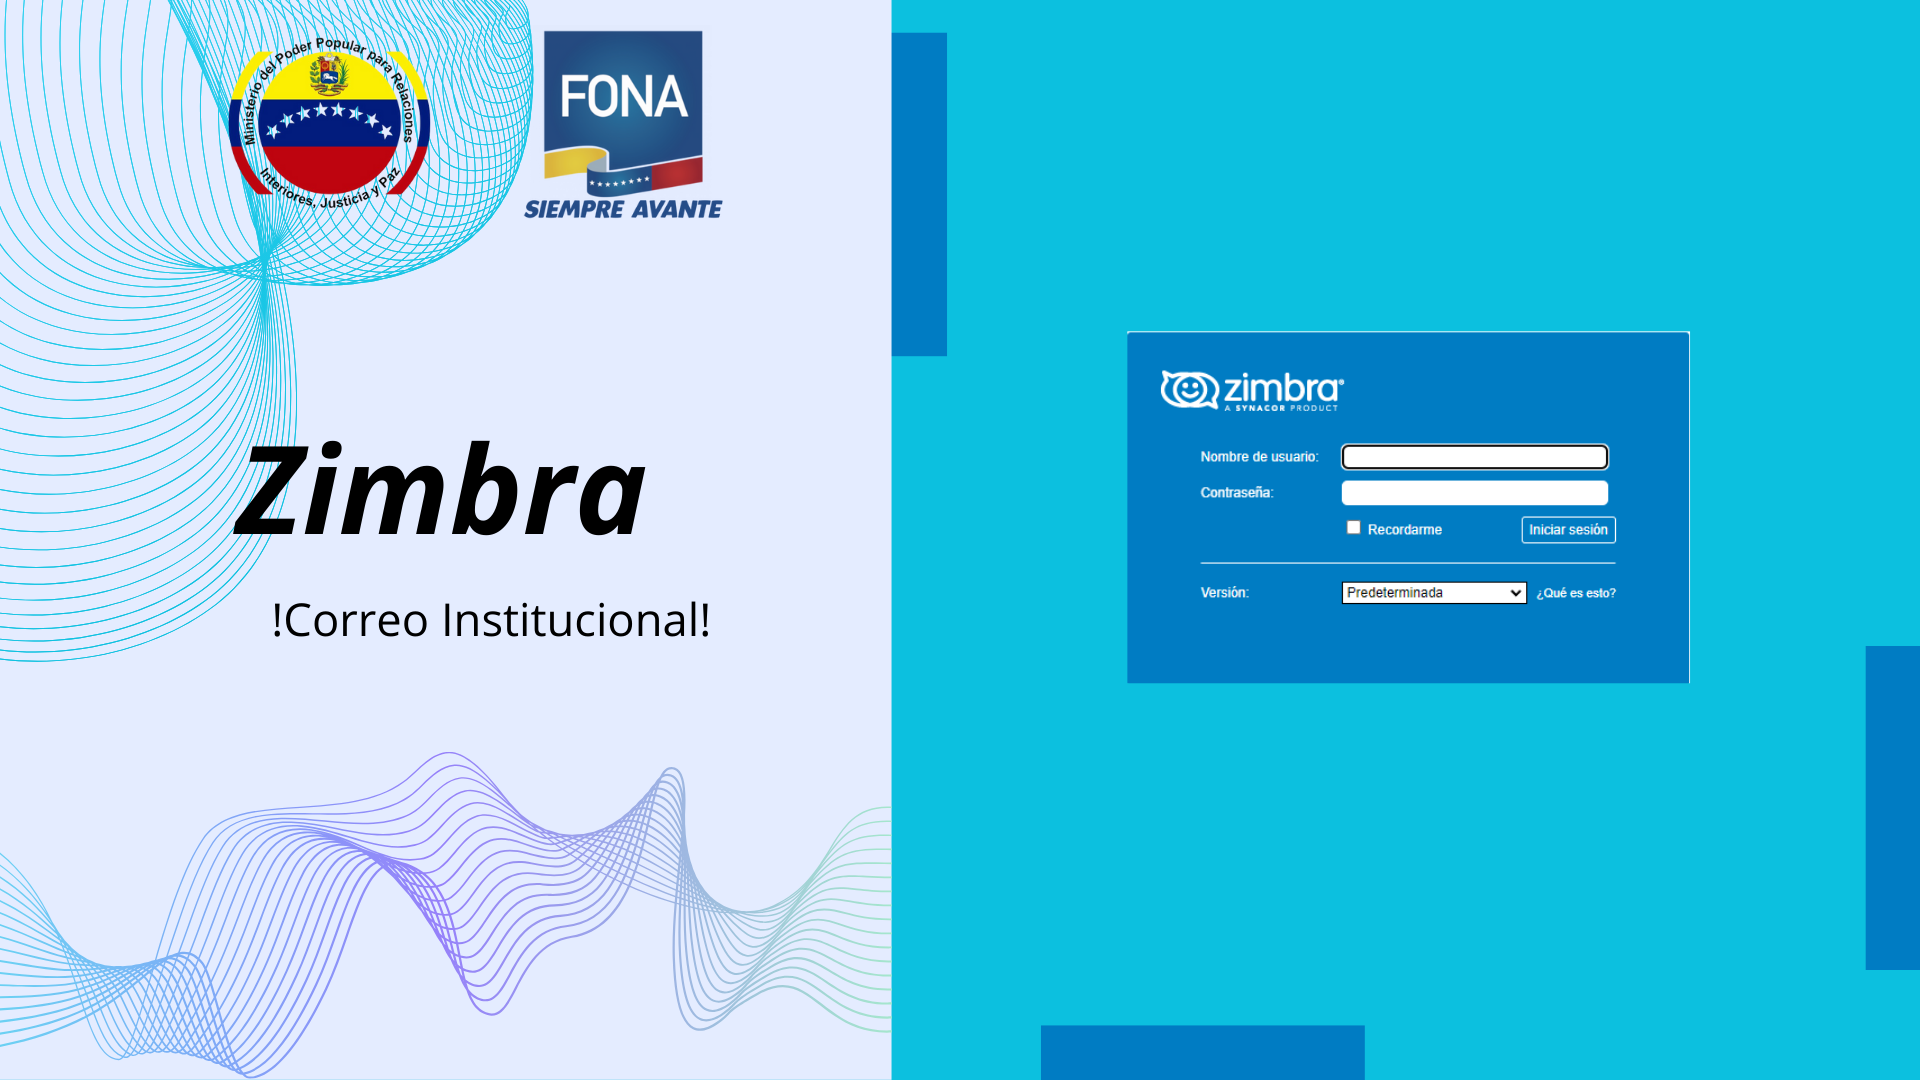 Ministerio del Poder Popular para Relaciones
Interiores, Justicia y Paz
FONA
SIEMPRE AVANTE
Zimbra
!Correo Institucional!
zimbra®
A SYNACOR PRODUCT
Nombre de usuario:
Contraseña:
Recordarme Iniciar sesión
Versión: Predeterminada ¿Qué es esto?